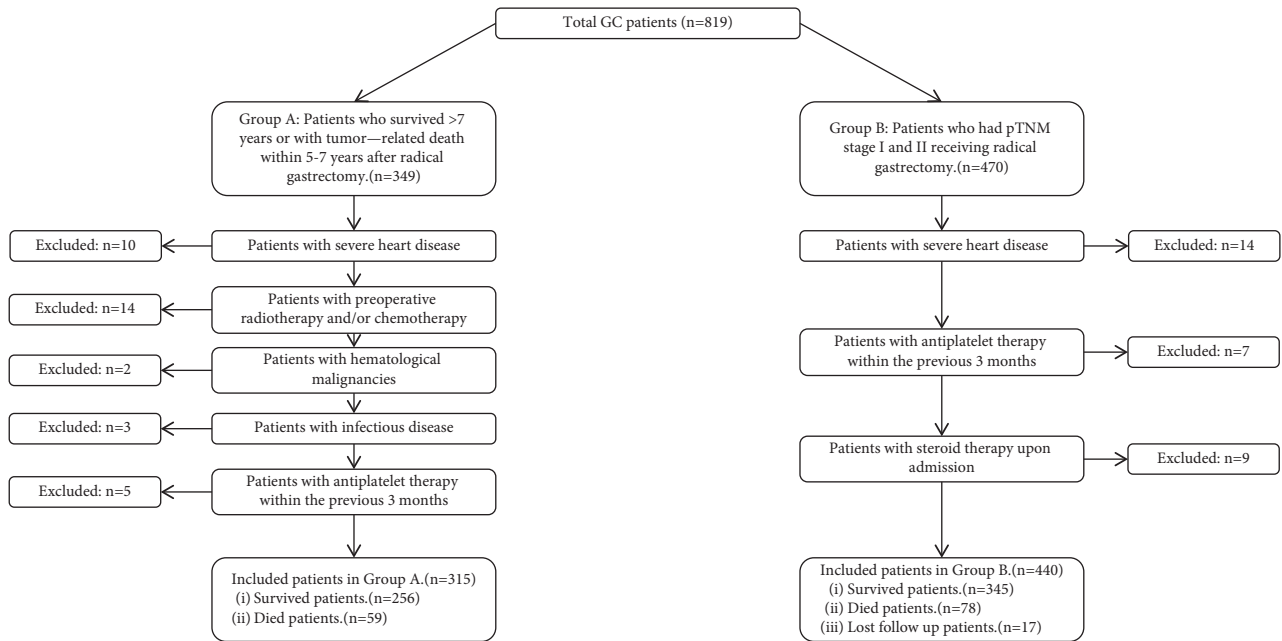 Total GC patients (n=819)
Group A: Patients who survived >7
years or with tumor—related death
within 5-7 years after radical
gastrectomy.(n=349)
Excluded: n=10
Patients with severe heart disease
Excluded: n=14
Patients with preoperative
radiotherapy and/or chemotherapy
Excluded: n=2
Patients with hematological
malignancies
Excluded: n=3
Patients with infectious disease
Excluded: n=5
Patients with antiplatelet therapy
within the previous 3 months
Included patients in Group A.(n=315)
(i) Survived patients.(n=256)
(ii) Died patients.(n=59)
Group B: Patients who had pTNM
stage I and II receiving radical
gastrectomy.(n=470)
Patients with severe heart disease
Excluded: n=14
Patients with antiplatelet therapy
within the previous 3 months
Excluded: n=7
Patients with steroid therapy upon
admission
Excluded: n=9
Included patients in Group B.(n=440)
(i) Survived patients.(n=345)
(ii) Died patients.(n=78)
(iii) Lost follow up patients.(n=17)